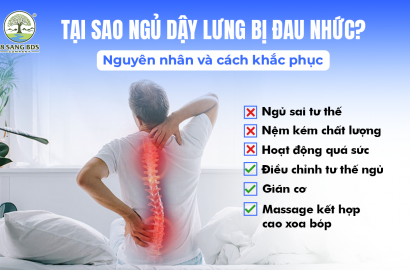 TẠI SAO NGỦ DẬY LƯNG BỊ ĐAU NHỨC?
Nguyên nhân và cách khắc phục
Ngủ sai tư thế
Nệm kém chất lượng
Hoạt động quá sức
Điều chỉnh tư thế ngủ
Giãn cơ
Massage kết hợp
cao xoa bóp